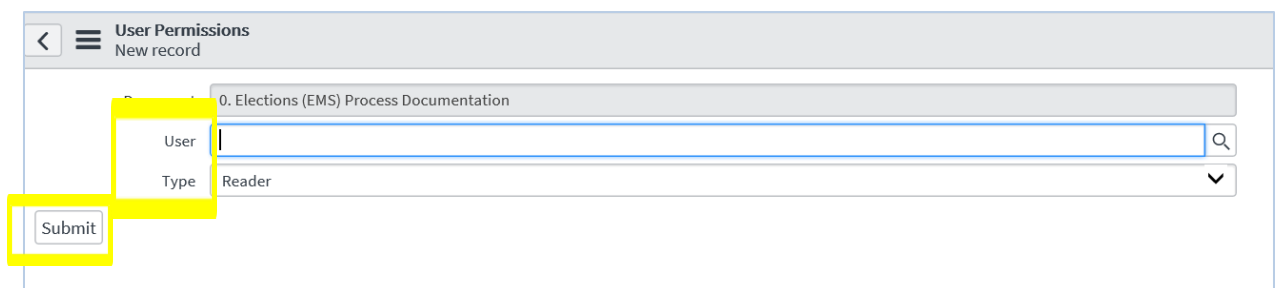 User Permissions
New record
0. Elections (EMS) Process Documentation
User
Type Reader
Submit